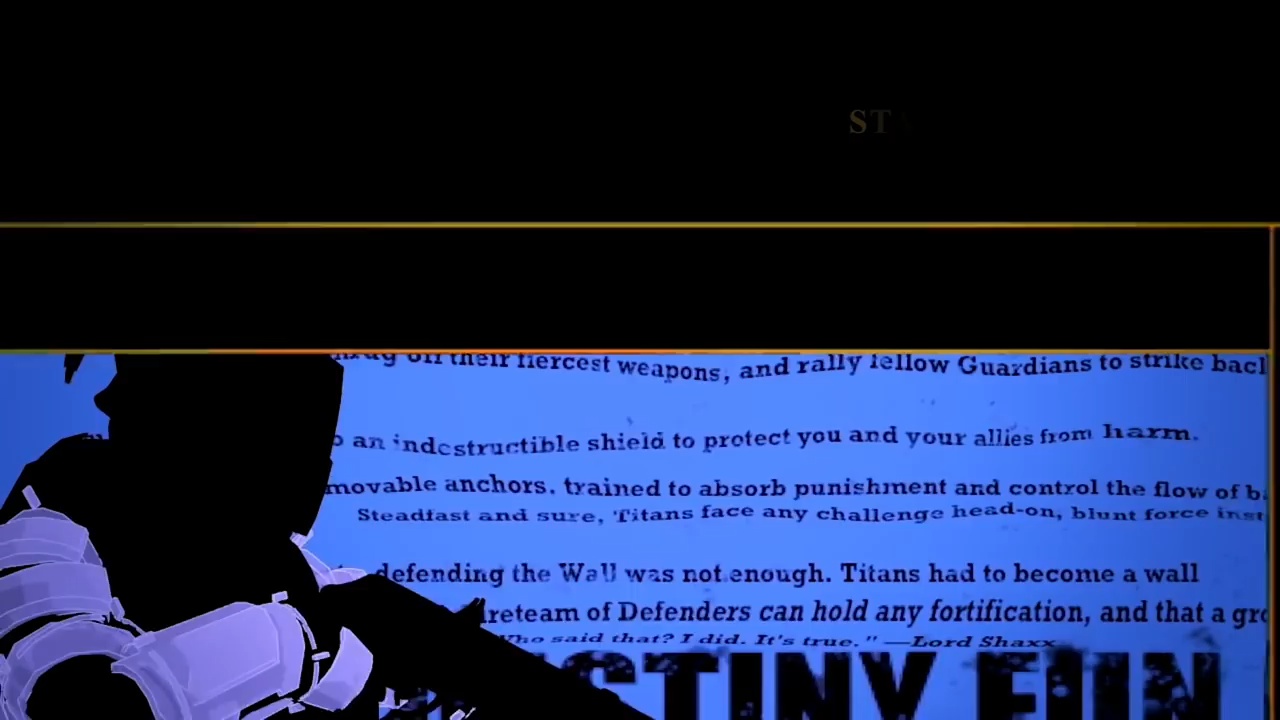 ST
off their fiercest weapons, and rally fellow Guardians to strike back
an indestructible shield to protect you and your allies from harm.
movable anchors, trained to absorb punishment and control the flow of
Steadfast and sure, Titans face any challenge head-on, blunt force
defending the Wall was not enough. Titans had to become a wall
fireteam of Defenders can hold any fortification, and that a
Who said that? I did. It's true." —Lord Shaxx
STINY FUN